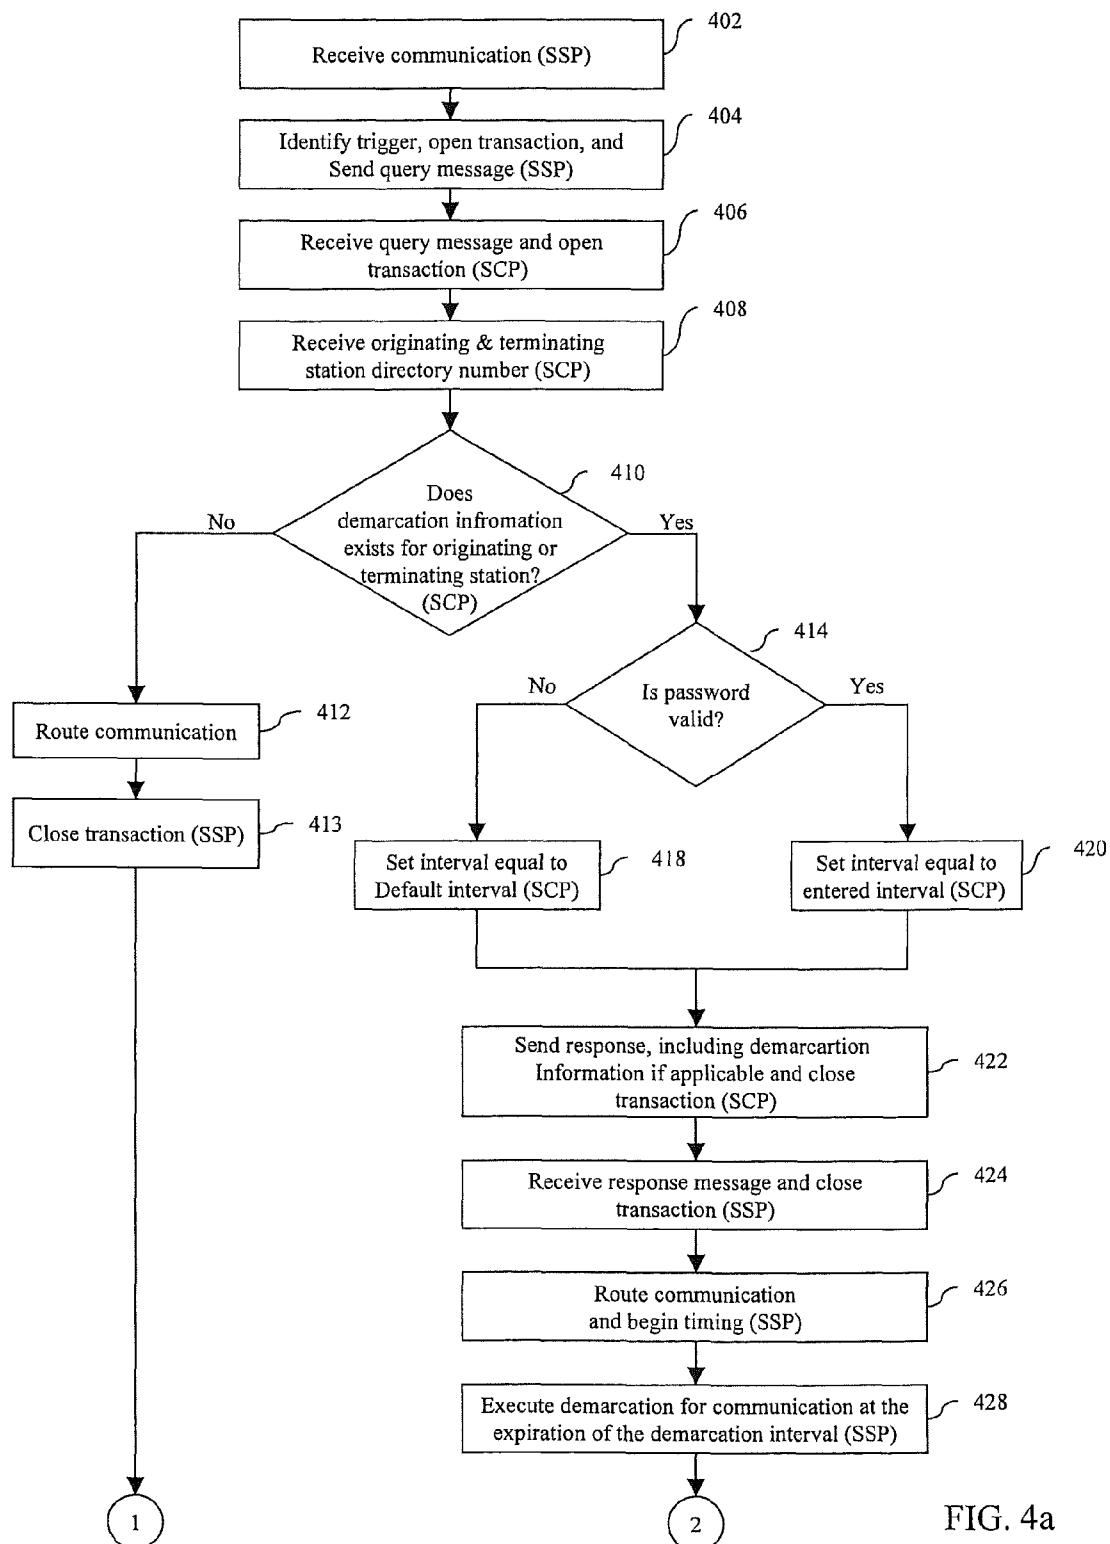 402
Receive communication (SSP)
404
Identify trigger, open transaction, and
Send query message (SSP)
406
Receive query message and open
transaction (SCP)
408
Receive originating & terminating
station directory number (SCP)
410
Does
demarcation infromation
exists for originating or
terminating station?
(SCP)
No
Yes
414
Is password
valid?
No
Yes
412
Route communication
413
Close transaction (SSP)
418
Set interval equal to
Default interval (SCP)
420
Set interval equal to
entered interval (SCP)
422
Send response, including demarcartion
Information if applicable and close
transaction (SCP)
424
Receive response message and close
transaction (SSP)
426
Route communication
and begin timing (SSP)
428
Execute demarcation for communication at the
expiration of the demarcation interval (SSP)
1
2
FIG. 4a